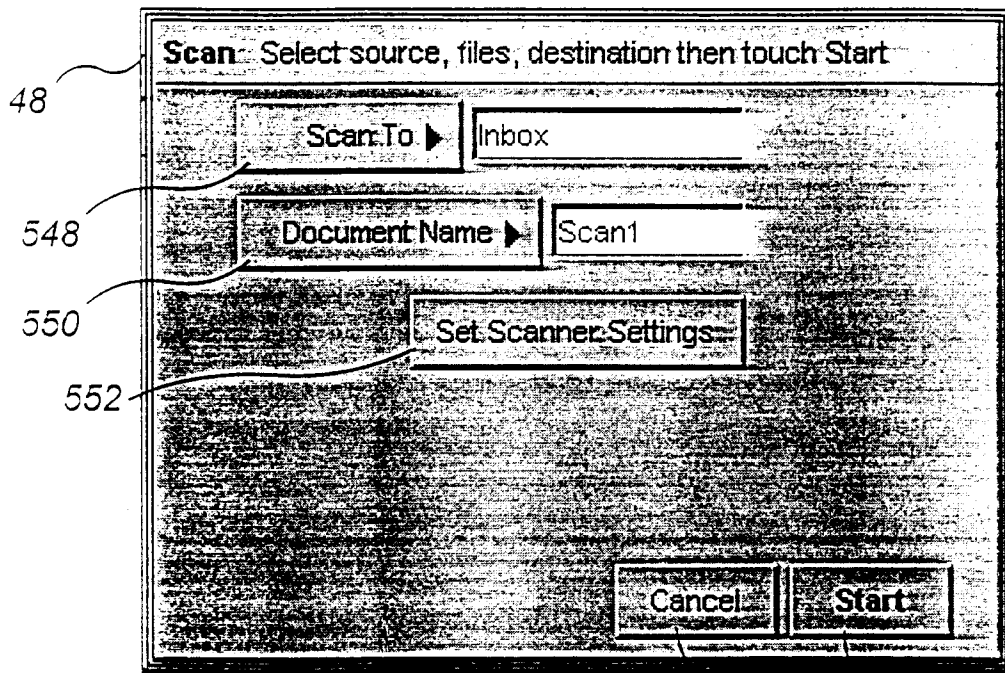 Scan Select source, files, destination then touch Start
48
Scan To Inbox
548
Document Name Scan1
550
Set Scanner Settings
552
Cancel Start